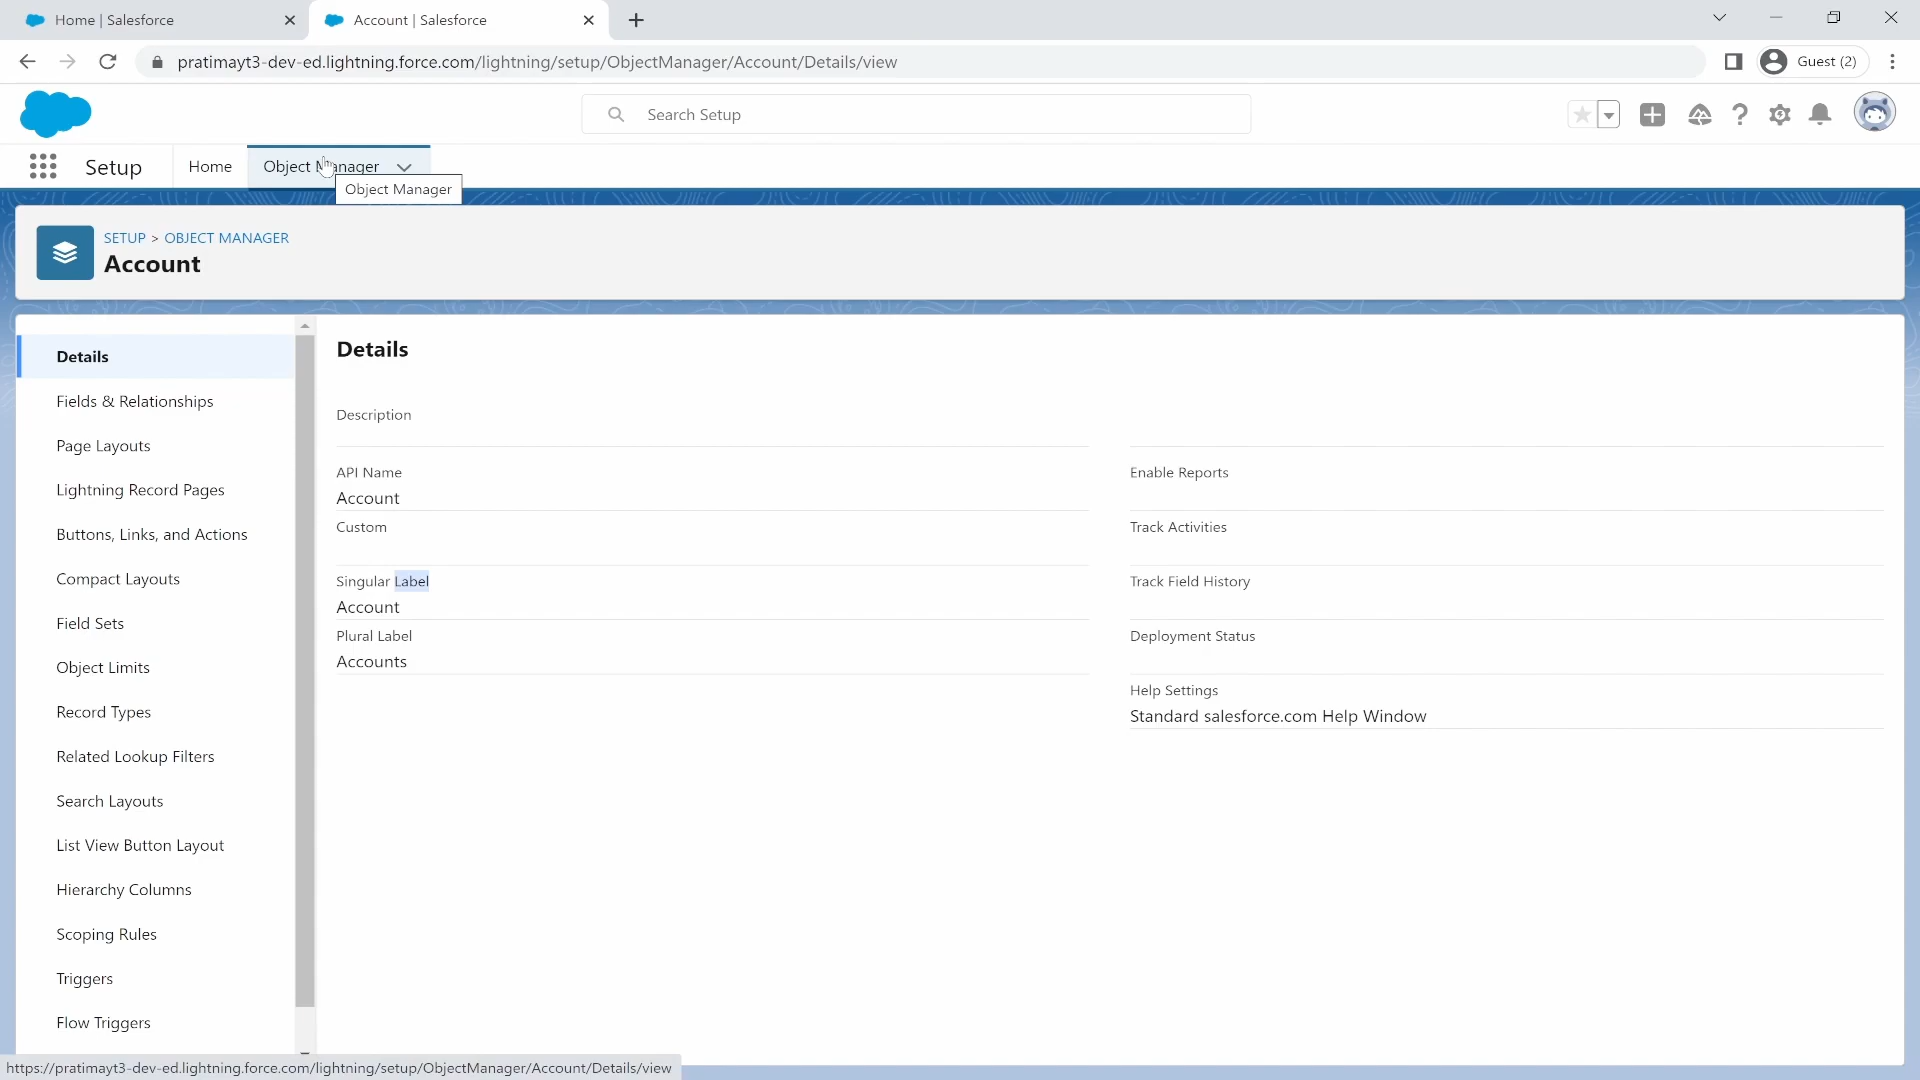 Home | Salesforce
Account | Salesforce
pratimayt3-dev-ed.lightning.force.com/lightning/setup/ObjectManager/Account/Details/view
Guest (2)
Search Setup
Setup
Home
Object Manager
Object Manager
SETUP > OBJECT MANAGER
Account
Details
Fields & Relationships
Page Layouts
Lightning Record Pages
Buttons, Links, and Actions
Compact Layouts
Field Sets
Object Limits
Record Types
Related Lookup Filters
Search Layouts
List View Button Layout
Hierarchy Columns
Scoping Rules
Triggers
Flow Triggers
Details
Description
API Name
Account
Custom
Singular Label
Account
Plural Label
Accounts
Enable Reports
Track Activities
Track Field History
Deployment Status
Help Settings
Standard salesforce.com Help Window
https://pratimayt3-dev-ed.lightning.force.com/lightning/setup/ObjectManager/Account/Details/view